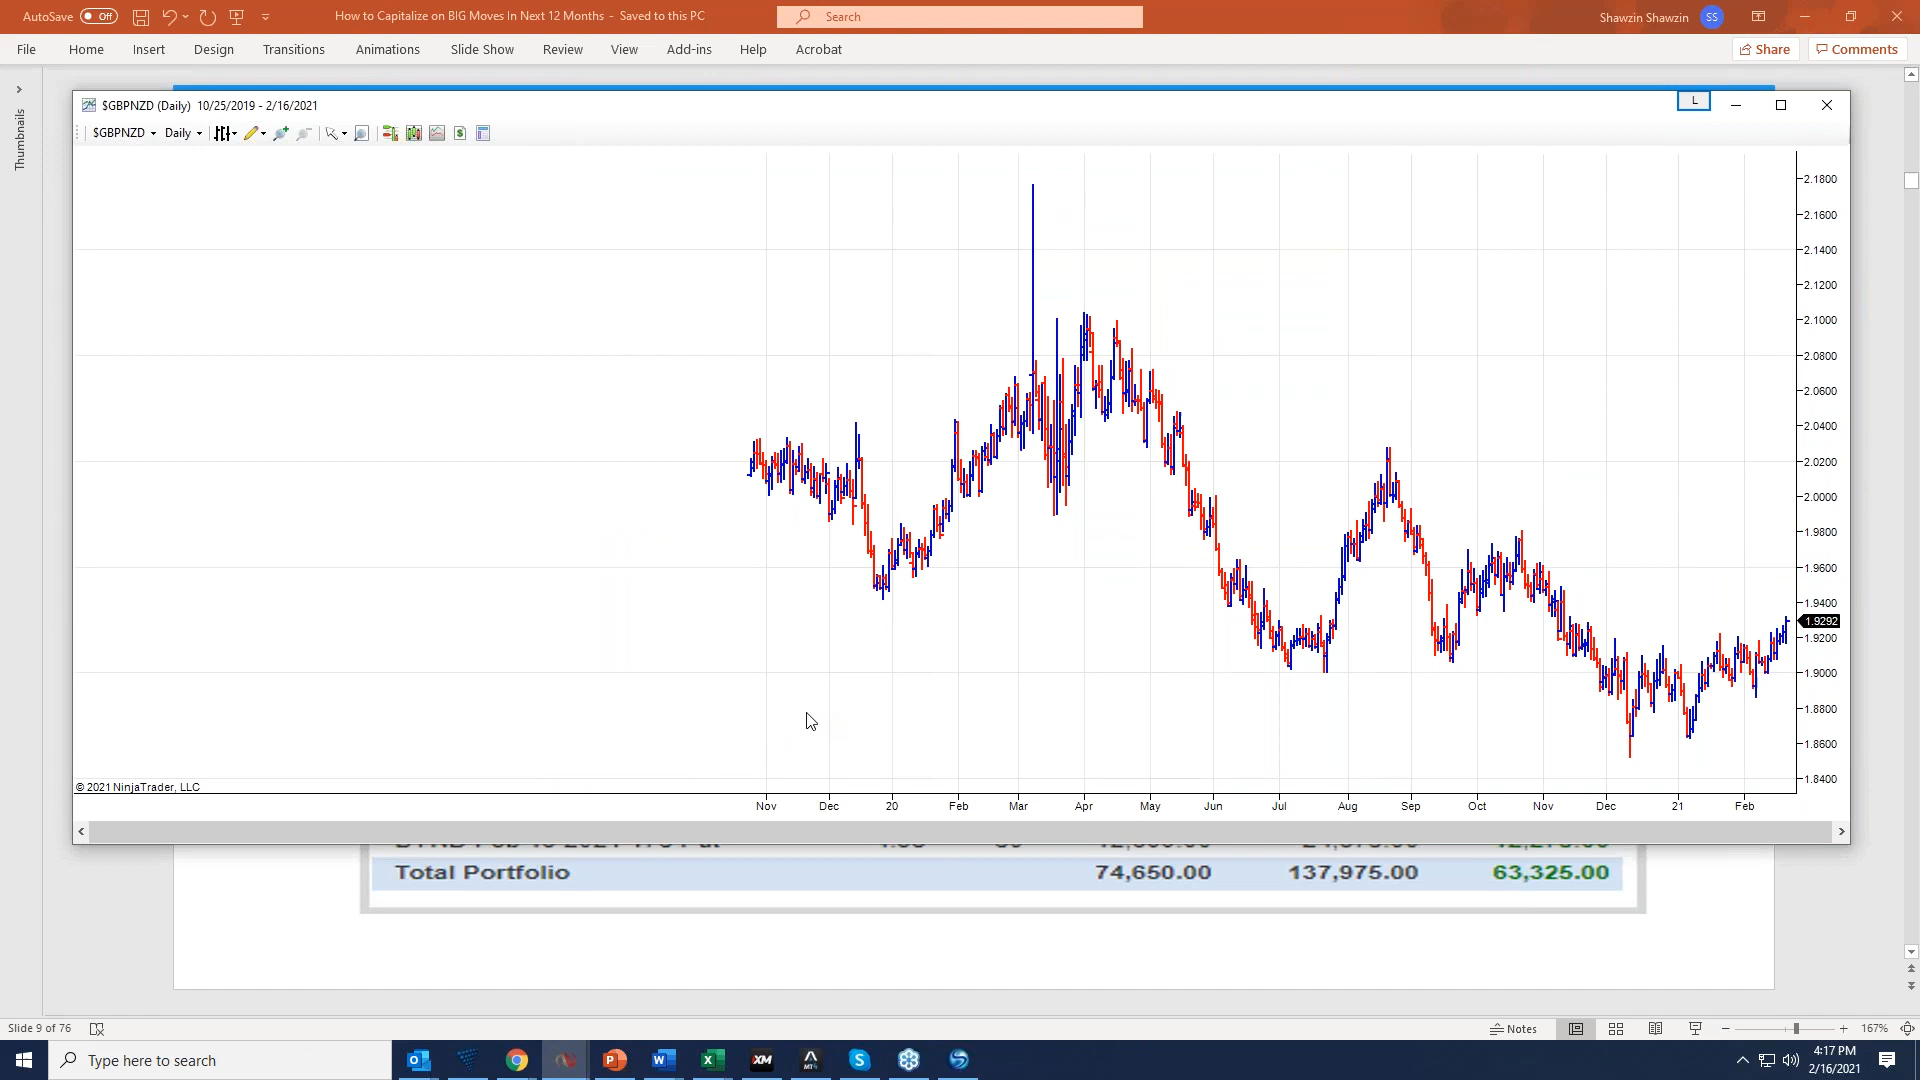 AutoSave Off
How to Capitalize on BIG Moves In Next 12 Months - Saved to this PC
Search
Shawzin Shawzin SS
File Home Insert Design Transitions Animations Slide Show Review View Add-ins Help Acrobat
Share Comments
Thumbnails
$GBPNZD (Daily) 10/25/2019 - 2/16/2021
L
$GBPNZD Daily
2.1800
2.1600
2.1400
2.1200
2.1000
2.0800
2.0600
2.0400
2.0200
2.0000
1.9800
1.9600
1.9400
1.9292
1.9200
1.9000
1.8800
1.8600
1.8400
© 2021 NinjaTrader, LLC
Nov Dec 20 Feb Mar Apr May Jun Jul Aug Sep Oct Nov Dec 21 Feb
Total Portfolio 74,650.00 137,975.00 63,325.00
Slide 9 of 76
Notes
167%
Type here to search
XM
MT4
4:17 PM
2/16/2021